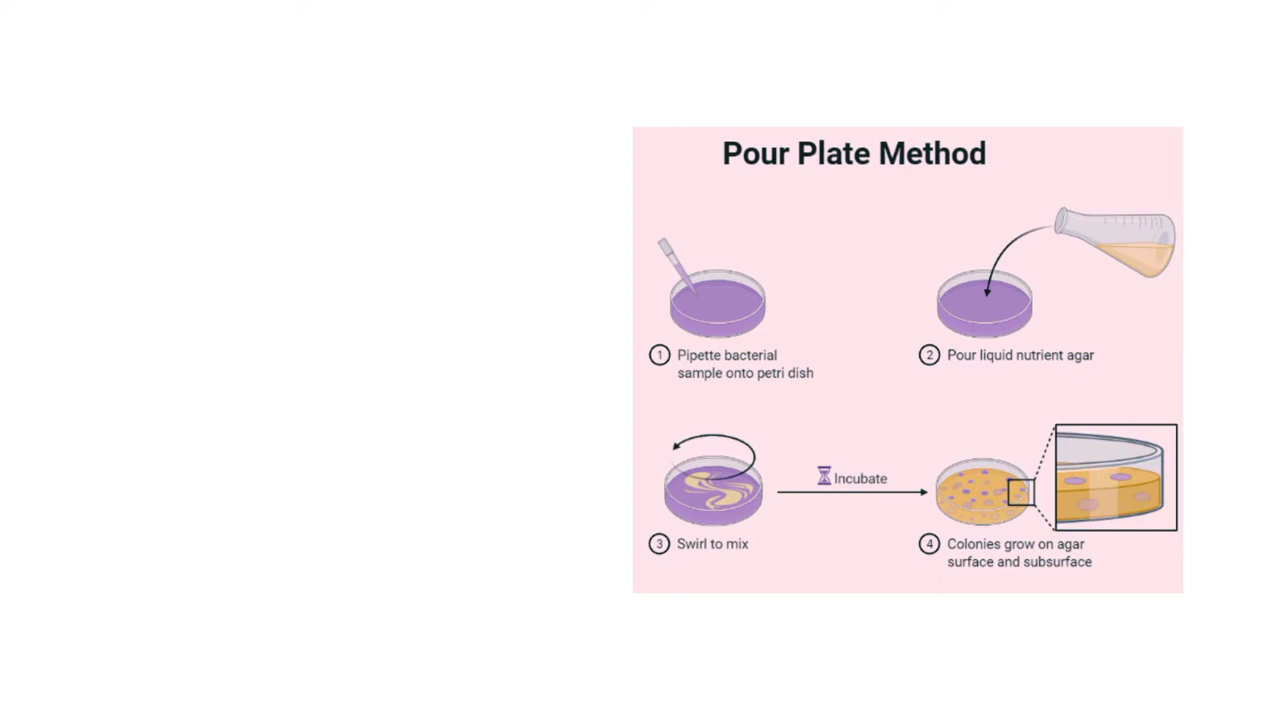 Pour Plate Method
1 Pipette bacterial
sample onto petri dish
2 Pour liquid nutrient agar
3 Swirl to mix
Incubate
4 Colonies grow on agar
surface and subsurface